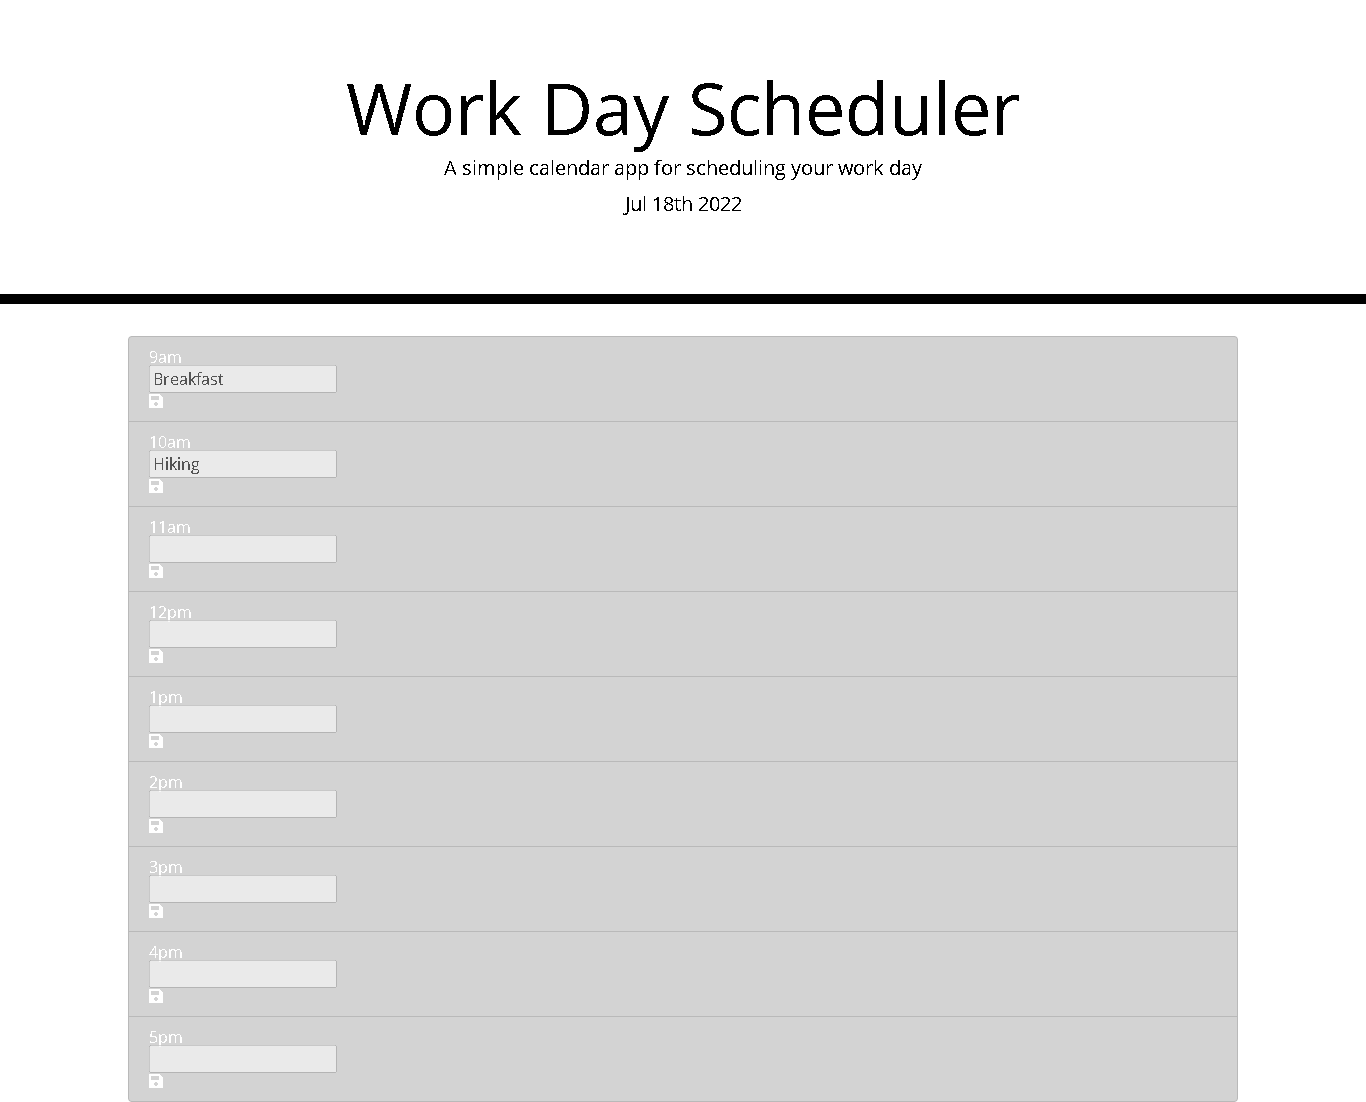 Work Day Scheduler
A simple calendar app for scheduling your work day
Jul 18th 2022
9am
Breakfast
10am
Hiking
11am
12pm
1pm
2pm
3pm
4pm
5pm